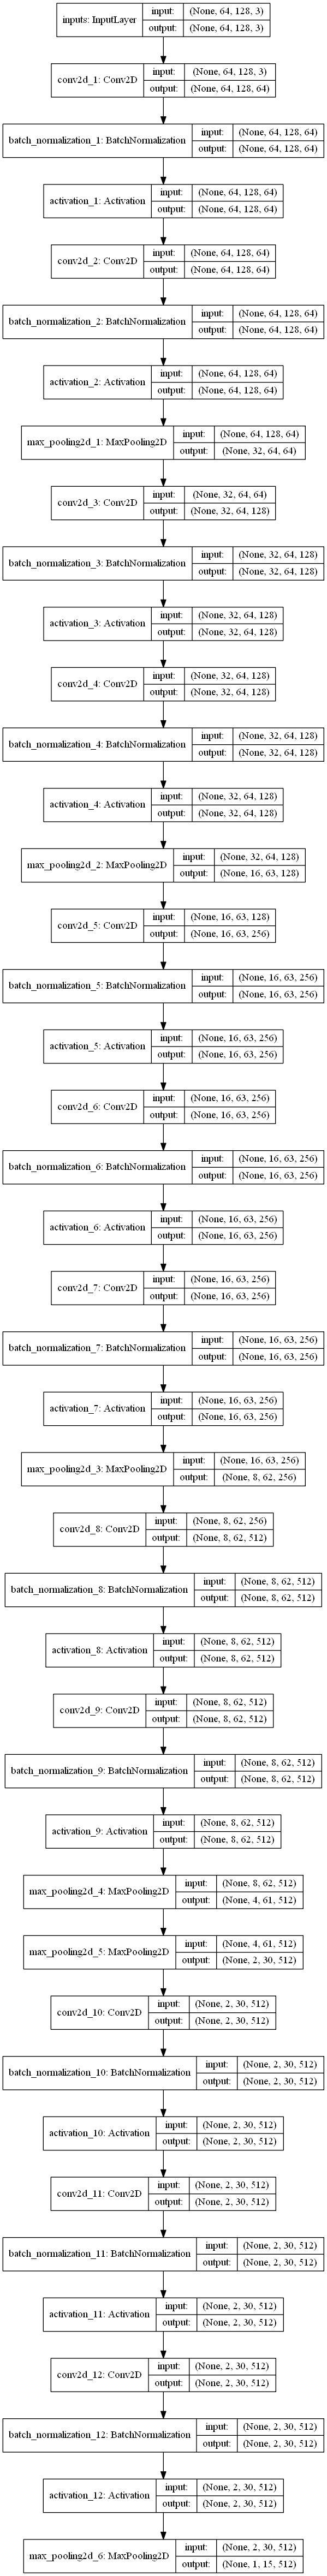 inputs: InputLayer
input: (None, 64, 128, 3)
output: (None, 64, 128, 3)
conv2d_1: Conv2D
input: (None, 64, 128, 3)
output: (None, 64, 128, 64)
batch_normalization_1: BatchNormalization
input: (None, 64, 128, 64)
output: (None, 64, 128, 64)
activation_1: Activation
input: (None, 64, 128, 64)
output: (None, 64, 128, 64)
conv2d_2: Conv2D
input: (None, 64, 128, 64)
output: (None, 64, 128, 64)
batch_normalization_2: BatchNormalization
input: (None, 64, 128, 64)
output: (None, 64, 128, 64)
activation_2: Activation
input: (None, 64, 128, 64)
output: (None, 64, 128, 64)
max_pooling2d_1: MaxPooling2D
input: (None, 64, 128, 64)
output: (None, 32, 64, 64)
conv2d_3: Conv2D
input: (None, 32, 64, 64)
output: (None, 32, 64, 128)
batch_normalization_3: BatchNormalization
input: (None, 32, 64, 128)
output: (None, 32, 64, 128)
activation_3: Activation
input: (None, 32, 64, 128)
output: (None, 32, 64, 128)
conv2d_4: Conv2D
input: (None, 32, 64, 128)
output: (None, 32, 64, 128)
batch_normalization_4: BatchNormalization
input: (None, 32, 64, 128)
output: (None, 32, 64, 128)
activation_4: Activation
input: (None, 32, 64, 128)
output: (None, 32, 64, 128)
max_pooling2d_2: MaxPooling2D
input: (None, 32, 64, 128)
output: (None, 16, 63, 128)
conv2d_5: Conv2D
input: (None, 16, 63, 128)
output: (None, 16, 63, 256)
batch_normalization_5: BatchNormalization
input: (None, 16, 63, 256)
output: (None, 16, 63, 256)
activation_5: Activation
input: (None, 16, 63, 256)
output: (None, 16, 63, 256)
conv2d_6: Conv2D
input: (None, 16, 63, 256)
output: (None, 16, 63, 256)
batch_normalization_6: BatchNormalization
input: (None, 16, 63, 256)
output: (None, 16, 63, 256)
activation_6: Activation
input: (None, 16, 63, 256)
output: (None, 16, 63, 256)
conv2d_7: Conv2D
input: (None, 16, 63, 256)
output: (None, 16, 63, 256)
batch_normalization_7: BatchNormalization
input: (None, 16, 63, 256)
output: (None, 16, 63, 256)
activation_7: Activation
input: (None, 16, 63, 256)
output: (None, 16, 63, 256)
max_pooling2d_3: MaxPooling2D
input: (None, 16, 63, 256)
output: (None, 8, 62, 256)
conv2d_8: Conv2D
input: (None, 8, 62, 256)
output: (None, 8, 62, 512)
batch_normalization_8: BatchNormalization
input: (None, 8, 62, 512)
output: (None, 8, 62, 512)
activation_8: Activation
input: (None, 8, 62, 512)
output: (None, 8, 62, 512)
conv2d_9: Conv2D
input: (None, 8, 62, 512)
output: (None, 8, 62, 512)
batch_normalization_9: BatchNormalization
input: (None, 8, 62, 512)
output: (None, 8, 62, 512)
activation_9: Activation
input: (None, 8, 62, 512)
output: (None, 8, 62, 512)
max_pooling2d_4: MaxPooling2D
input: (None, 8, 62, 512)
output: (None, 4, 61, 512)
max_pooling2d_5: MaxPooling2D
input: (None, 4, 61, 512)
output: (None, 2, 30, 512)
conv2d_10: Conv2D
input: (None, 2, 30, 512)
output: (None, 2, 30, 512)
batch_normalization_10: BatchNormalization
input: (None, 2, 30, 512)
output: (None, 2, 30, 512)
activation_10: Activation
input: (None, 2, 30, 512)
output: (None, 2, 30, 512)
conv2d_11: Conv2D
input: (None, 2, 30, 512)
output: (None, 2, 30, 512)
batch_normalization_11: BatchNormalization
input: (None, 2, 30, 512)
output: (None, 2, 30, 512)
activation_11: Activation
input: (None, 2, 30, 512)
output: (None, 2, 30, 512)
conv2d_12: Conv2D
input: (None, 2, 30, 512)
output: (None, 2, 30, 512)
batch_normalization_12: BatchNormalization
input: (None, 2, 30, 512)
output: (None, 2, 30, 512)
activation_12: Activation
input: (None, 2, 30, 512)
output: (None, 2, 30, 512)
max_pooling2d_6: MaxPooling2D
input: (None, 2, 30, 512)
output: (None, 1, 15, 512)